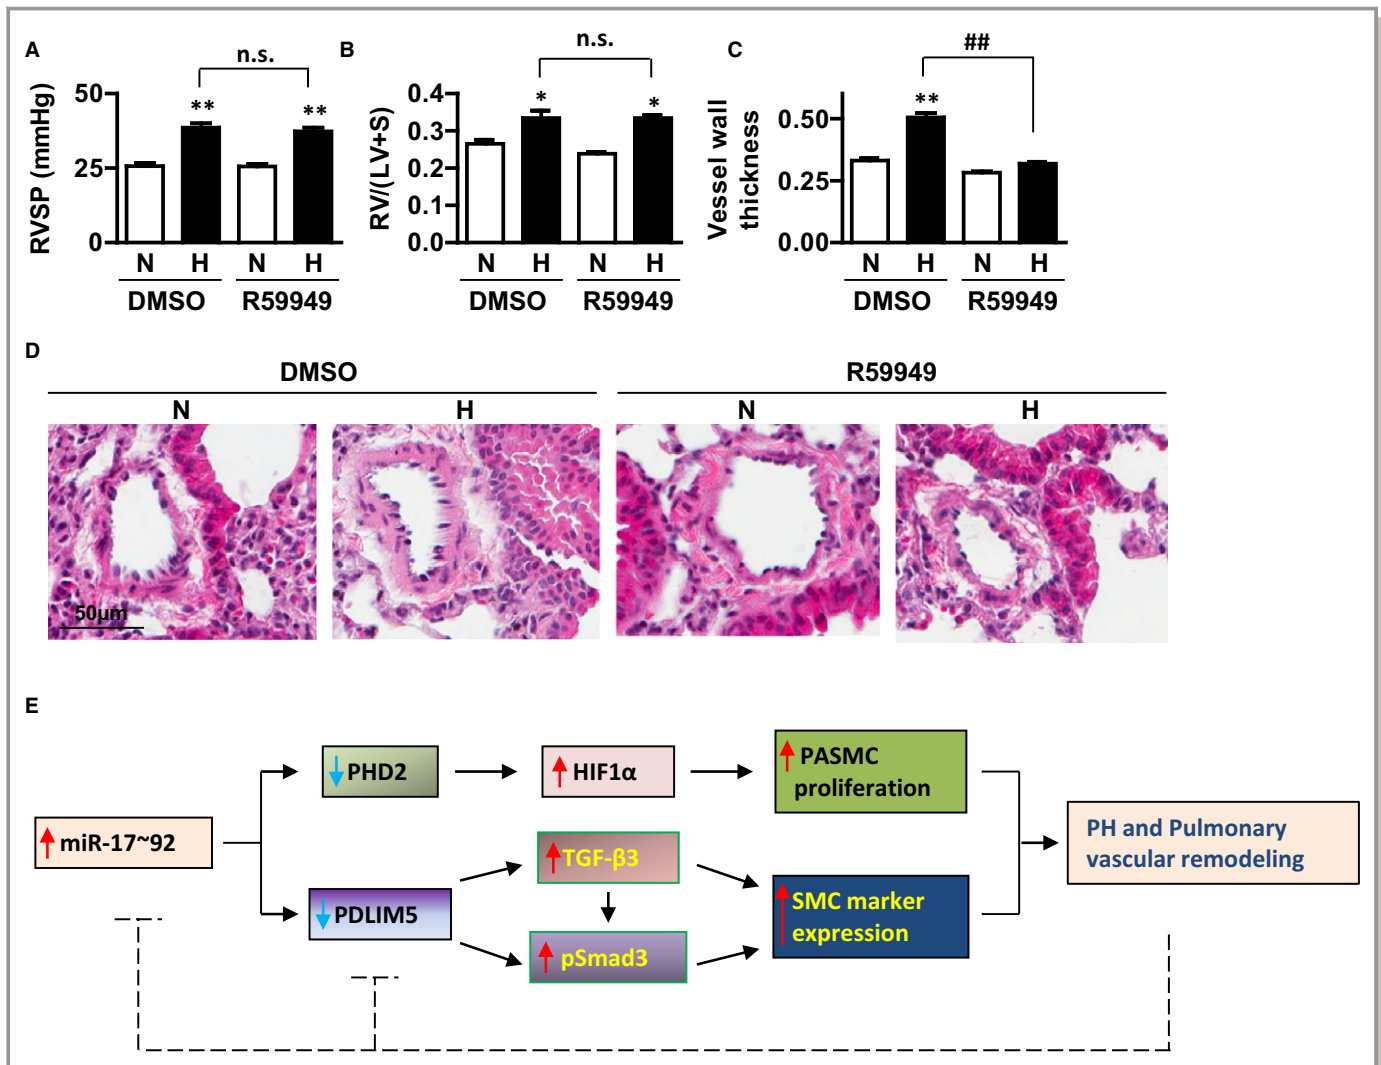 A
n.s.
RVSP (mmHg)
50
25
0
**
**
N H N H
DMSO R59949
B
n.s.
RV/(LV+S)
0.4
0.3
0.2
0.1
0.0
*
*
N H N H
DMSO R59949
C
##
Vessel wall
thickness
0.50
0.25
0.00
**
N H N H
DMSO R59949
D
DMSO R59949
N H N H
50µm
E
miR-17~92
PHD2
HIF1α
PASMC
proliferation
PDLIM5
TGF-β3
pSmad3
SMC marker
expression
PH and Pulmonary
vascular remodeling